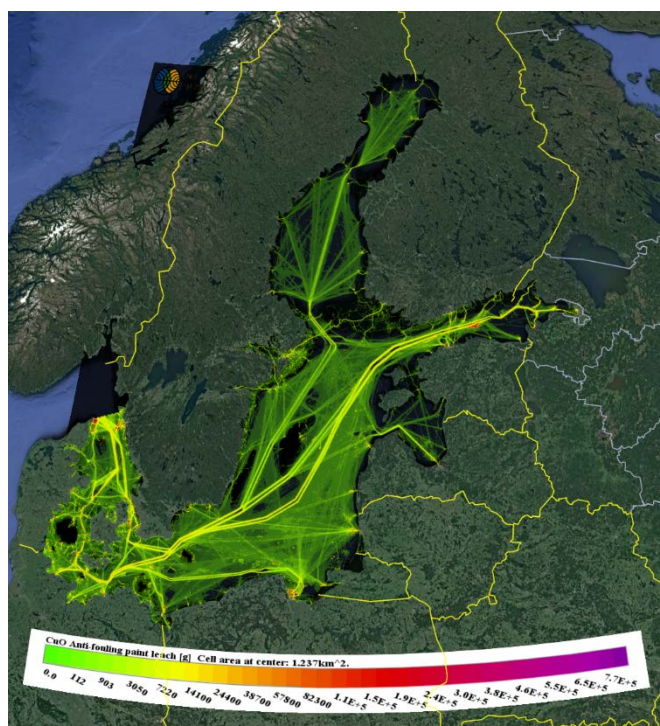 CuO Anti-fouling paint leach [g] Cell area at center: 1.237km^2.
0.0 112 903 3050 7220 14100 24400 38700 57800 82300 1.1E+5 1.5E+5 1.9E+5 2.4E+5 3.0E+5 3.8E+5 4.6E+5 5.5E+5 6.5E+5 7.7E+5